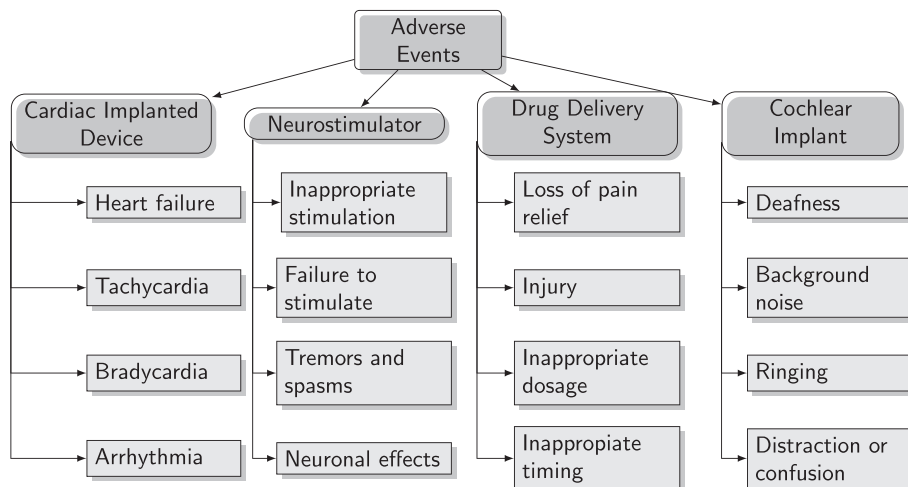 Adverse
Events
Cardiac Implanted
Device
Neurostimulator
Drug Delivery
System
Cochlear
Implant
Heart failure
Tachycardia
Bradycardia
Arrhythmia
Inappropriate
stimulation
Failure to
stimulate
Tremors and
spasms
Neuronal effects
Loss of pain
relief
Injury
Inappropriate
dosage
Inappropiate
timing
Deafness
Background
noise
Ringing
Distraction or
confusion